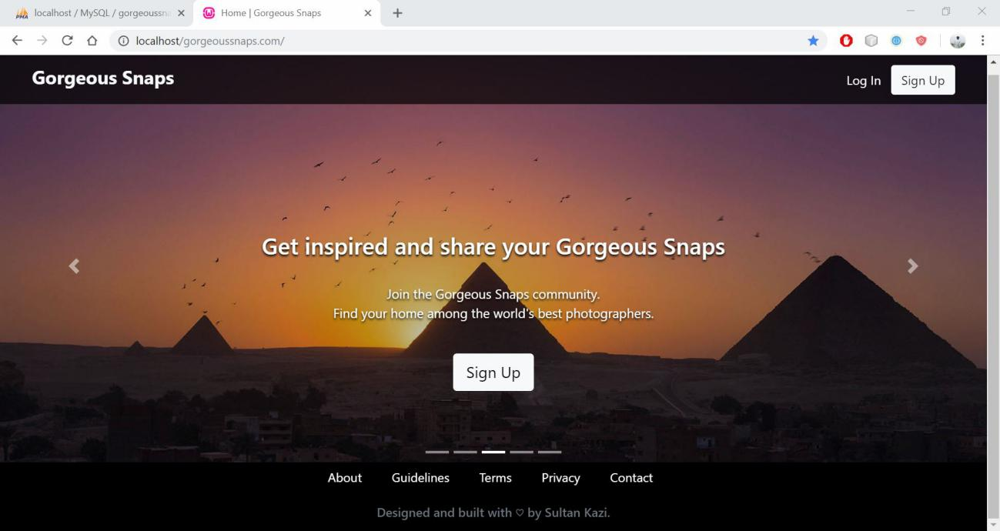 PMA localhost / MySQL / gorgeoussna
Home | Gorgeous Snaps
localhost/gorgeoussnaps.com/
Gorgeous Snaps
Log In
Sign Up
Get inspired and share your Gorgeous Snaps
Join the Gorgeous Snaps community.
Find your home among the world's best photographers.
Sign Up
About Guidelines Terms Privacy Contact
Designed and built with ♡ by Sultan Kazi.